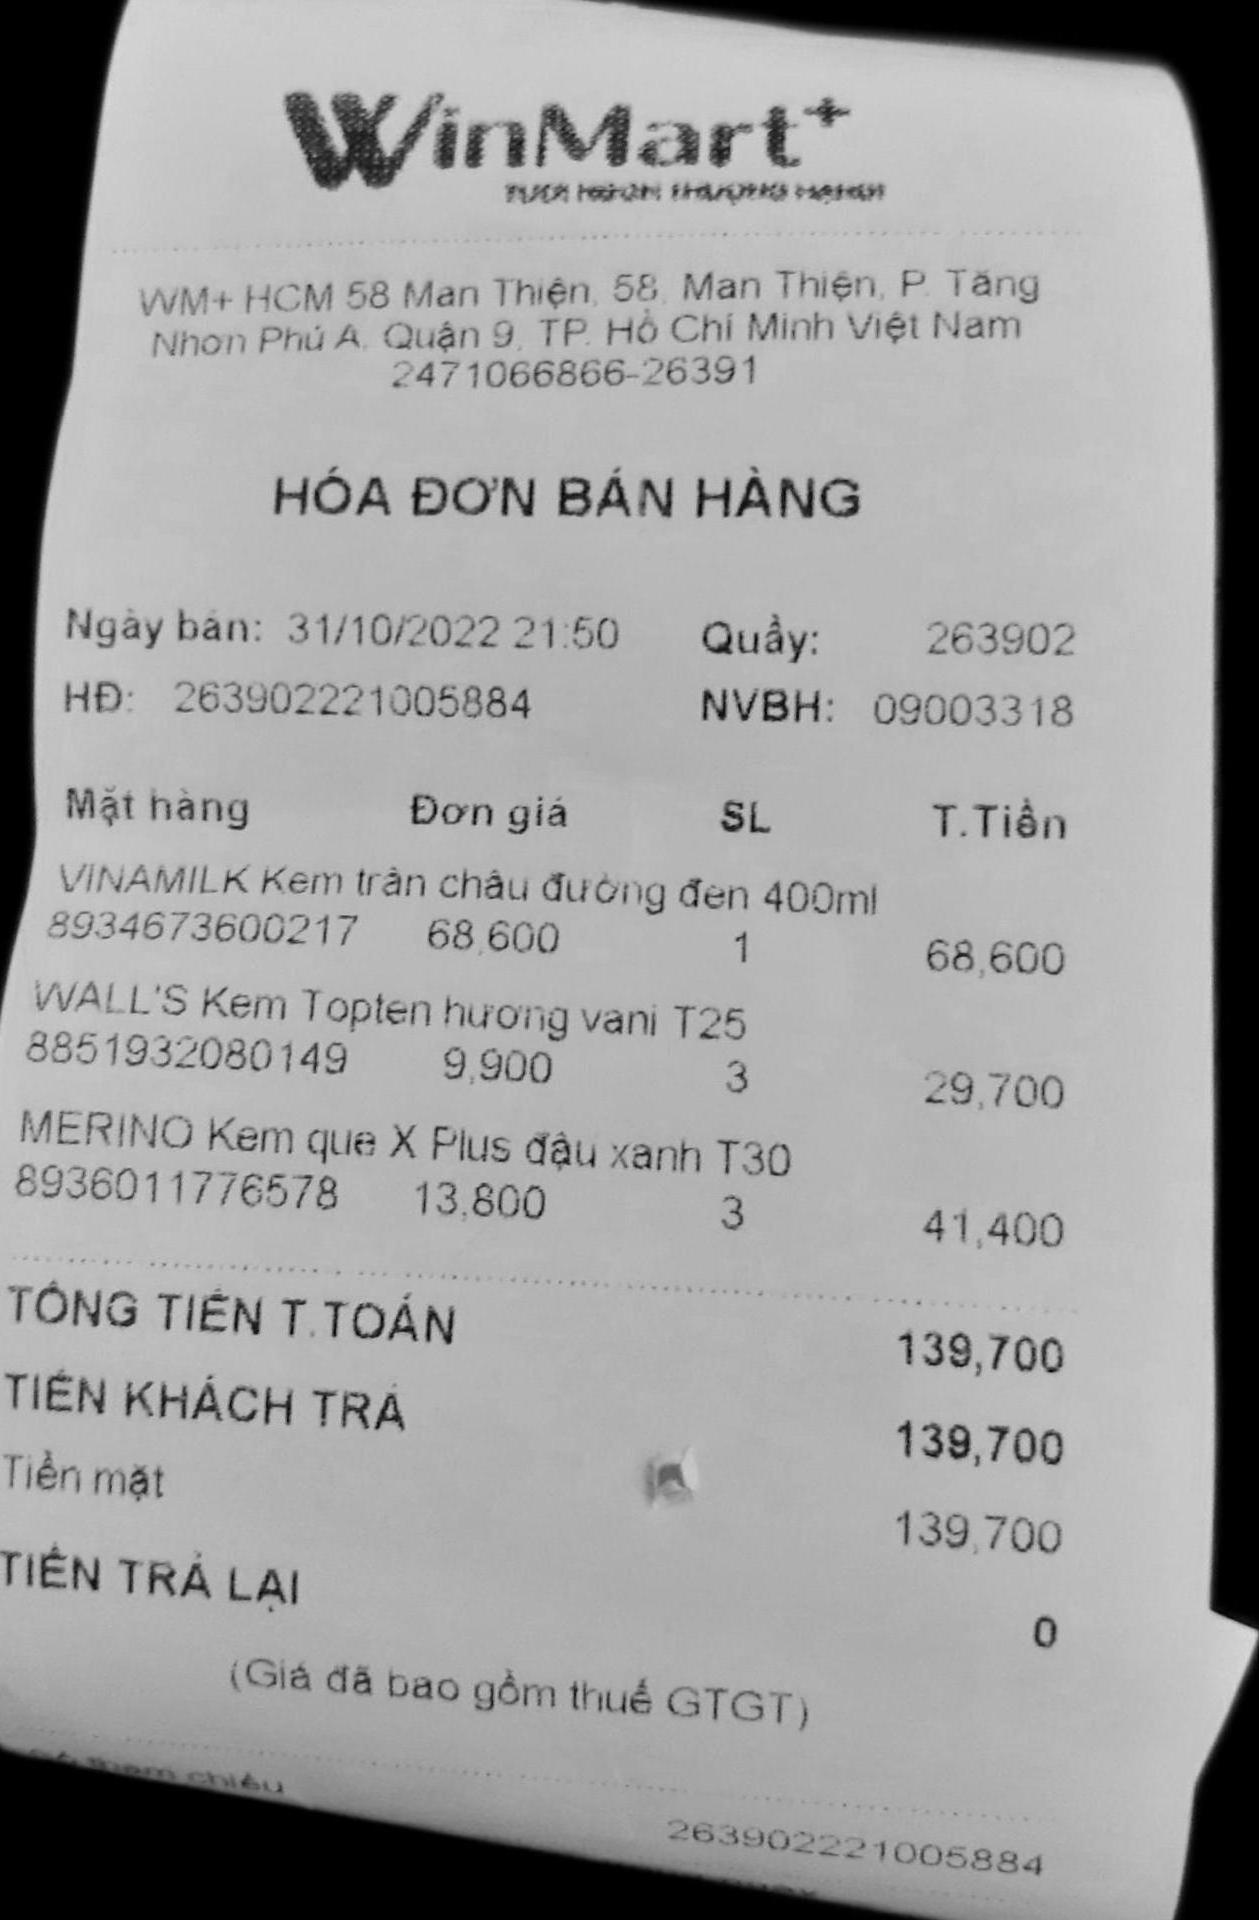 WinMart+
WM+ HCM 58 Man Thiện, 58, Man Thiện, P. Tăng
Nhơn Phú A, Quận 9, TP. Hồ Chí Minh Việt Nam
2471066866-26391
HÓA ĐƠN BÁN HÀNG
Ngày bán: 31/10/2022 21:50 Quầy: 263902
HĐ: 263902221005884 NVBH: 09003318
Mặt hàng Đơn giá SL T.Tiền
VINAMILK Kem trân châu đường đen 400ml
8934673600217 68,600 1 68,600
WALL'S Kem Topten hương vani T25
8851932080149 9,900 3 29,700
MERINO Kem que X Plus đậu xanh T30
8936011776578 13,800 3 41,400
TỔNG TIỀN T.TOÁN 139,700
TIỀN KHÁCH TRẢ 139,700
Tiền mặt 139,700
TIỀN TRẢ LẠI 0
(Giá đã bao gồm thuế GTGT)
tham chiếu
263902221005884